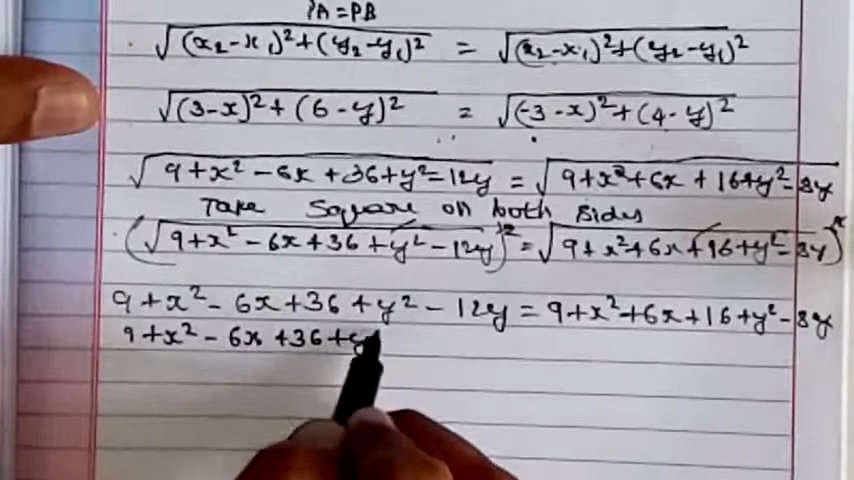 PA = PB
√(x₂-x₁)²+(y₂-y₁)² = √(x₂-x₁)²+(y₂-y₁)²
√(3-x)²+(6-y)² = √(-3-x)²+(4-y)²
√9+x²-6x+36+y²-12y = √9+x²+6x+16+y²-8y
Take Square on both sides
(√9+x²-6x+36+y²-12y)² = √9+x²+6x+16+y²-8y)²
9+x²-6x+36+y²-12y = 9+x²+6x+16+y²-8y
9+x²-6x+36+y